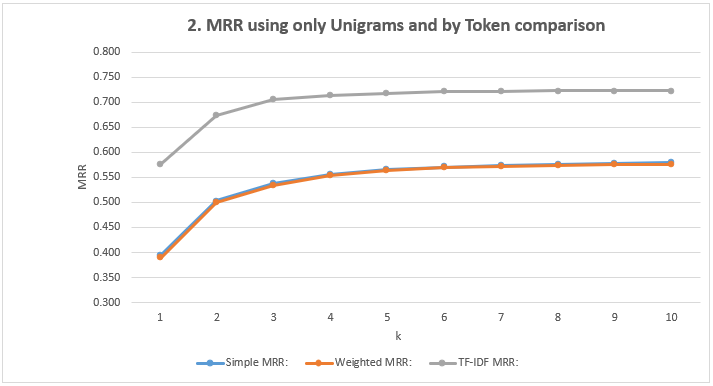 2. MRR using only Unigrams and by Token comparison
0.800
0.750
0.700
0.650
0.600
0.550
0.500
0.450
0.400
0.350
0.300
MRR
1 2 3 4 5 6 7 8 9 10
k
Simple MRR: Weighted MRR: TF-IDF MRR: